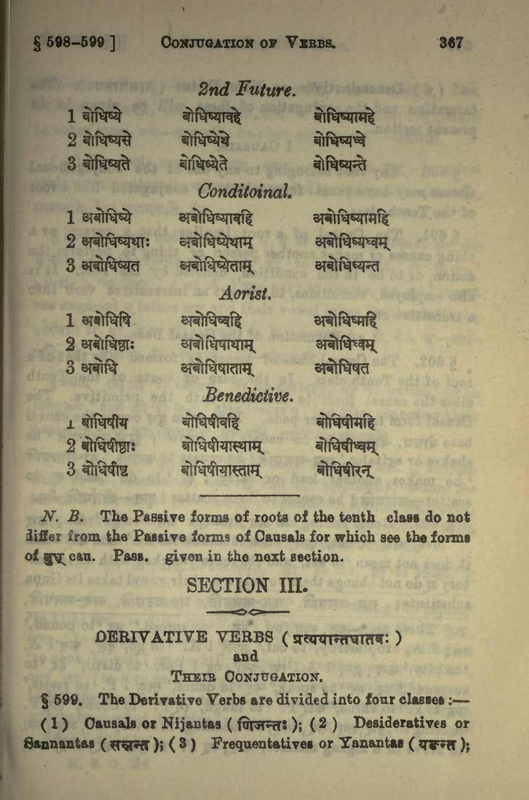 § 598–599 ] CONJUGATION OF VERBS. 367
2nd Future.
1 बोधिष्ये बोधिष्यावहे बोधिष्यामहे
2 बोधिष्यसे बोधिष्येथे बोधिष्यध्वे
3 बोधिष्यते बोधिष्येते बोधिष्यन्ते
Conditoinal.
1 अबोधिष्ये अबोधिष्यावहि अबोधिष्यामहि
2 अबोधिष्यथाः अबोधिष्येथाम् अबोधिष्यध्वम्
3 अबोधिष्यत अबोधिष्येताम् अबोधिष्यन्त
Aorist.
1 अबोधिषि अबोधिष्वहि अबोधिष्महि
2 अबोधिष्ठाः अबोधिषाथाम् अबोधिध्वम्
3 अबोधि अबोधिषाताम् अबोधिषत
Benedictive.
1 बोधिषीय बोधिषीवहि बोधिषीमहि
2 बोधिषीष्ठाः बोधिषीयास्थाम् बोधिषीध्वम्
3 बोधिषीष्ट बोधिषीयास्ताम् बोधिषीरन्
N. B. The Passive forms of roots of the tenth class do not
differ from the Passive forms of Causals for which see the forms
of बुध् cau. Pass. given in the next section.
SECTION III.
DERIVATIVE VERBS ( प्रत्ययान्तधातवः )
and
THEIR CONJUGATION.
§ 599. The Derivative Verbs are divided into four classes :—
( 1 ) Causals or Nijantas ( णिजन्तः ); ( 2 ) Desideratives or
Sannantas ( सन्नन्त ); ( 3 ) Frequentatives or Yanantas ( यङन्त );